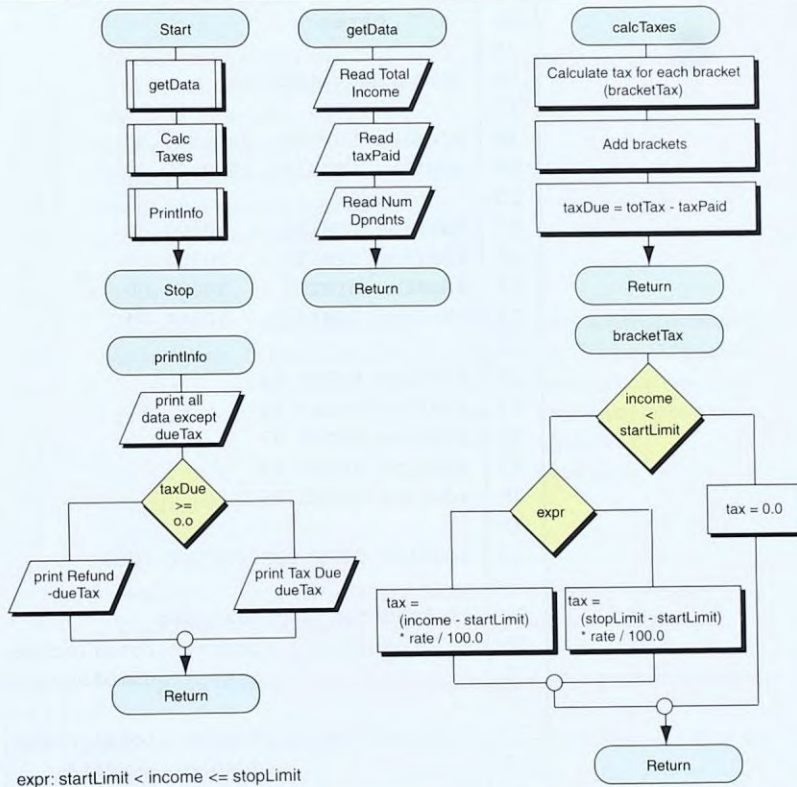 Start
getData
Calc
Taxes
PrintInfo
Stop
getData
Read Total
Income
Read
taxPaid
Read Num
Dpndnts
Return
calcTaxes
Calculate tax for each bracket
(bracketTax)
Add brackets
taxDue = totTax - taxPaid
Return
printInfo
print all
data except
dueTax
taxDue
>=
o.o
print Refund
-dueTax
print Tax Due
dueTax
Return
bracketTax
income
<
startLimit
expr
tax = 0.0
tax =
(income - startLimit)
* rate / 100.0
tax =
(stopLimit - startLimit)
* rate / 100.0
Return
expr: startLimit < income <= stopLimit